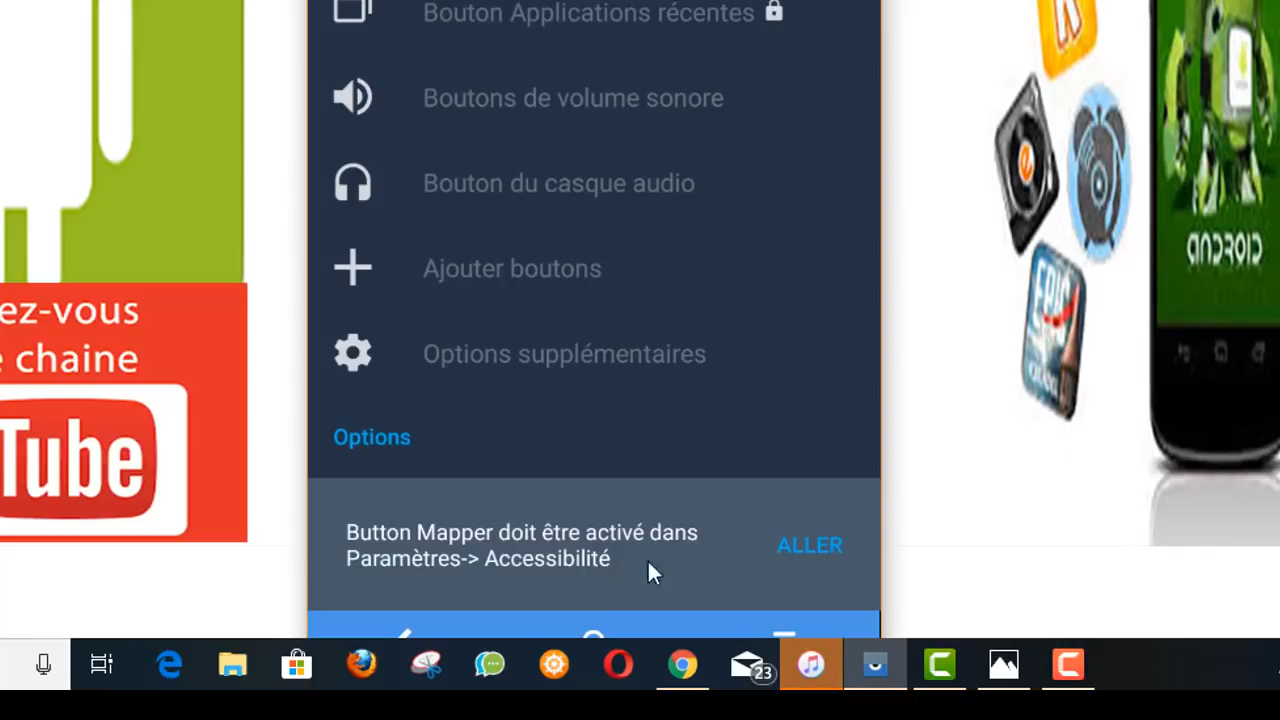 Bouton Applications récentes
Boutons de volume sonore
Bouton du casque audio
Ajouter boutons
Options supplémentaires
Options
Button Mapper doit être activé dans
Paramètres-> Accessibilité
ALLER
ez-vous
e chaine
Tube
ANDROID
EPIC
23